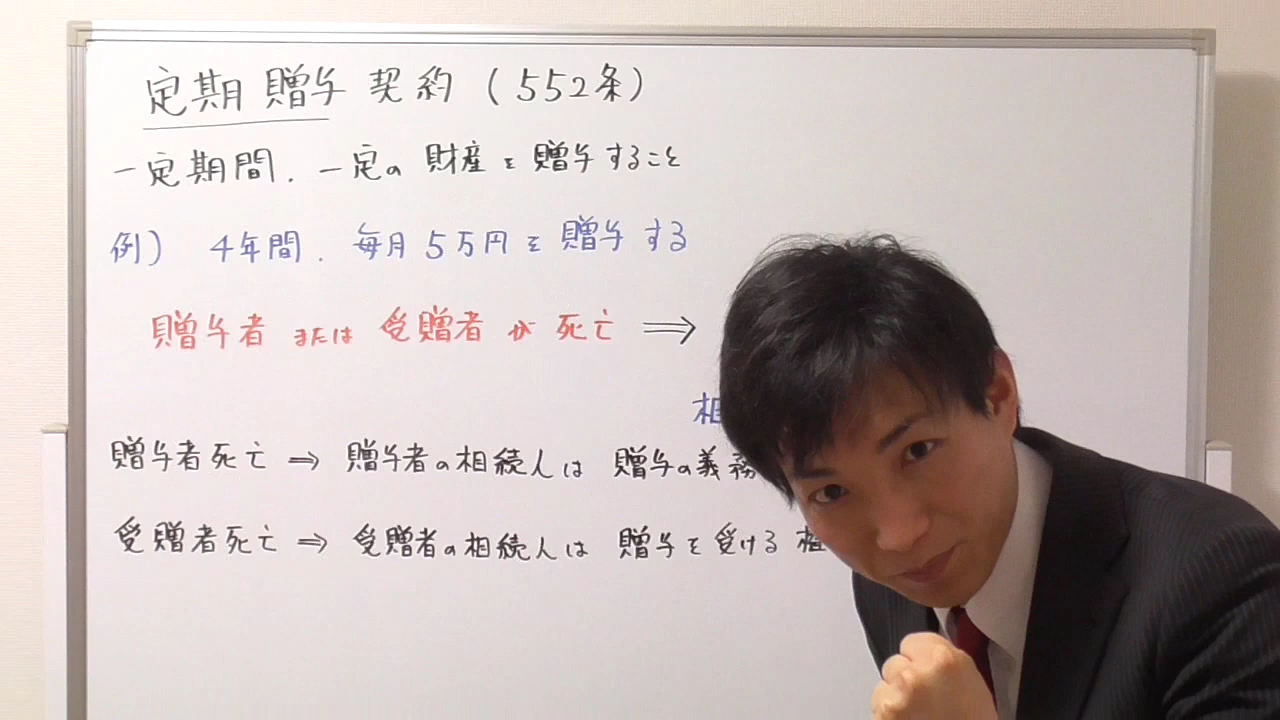 定期贈与契約（552条）
一定期間．一定の財産を贈与すること
例）4年間．毎月5万円を贈与する
贈与者または受贈者が死亡⇒
相
贈与者死亡⇒贈与者の相続人は贈与の義務
受贈者死亡⇒受贈者の相続人は贈与を受ける